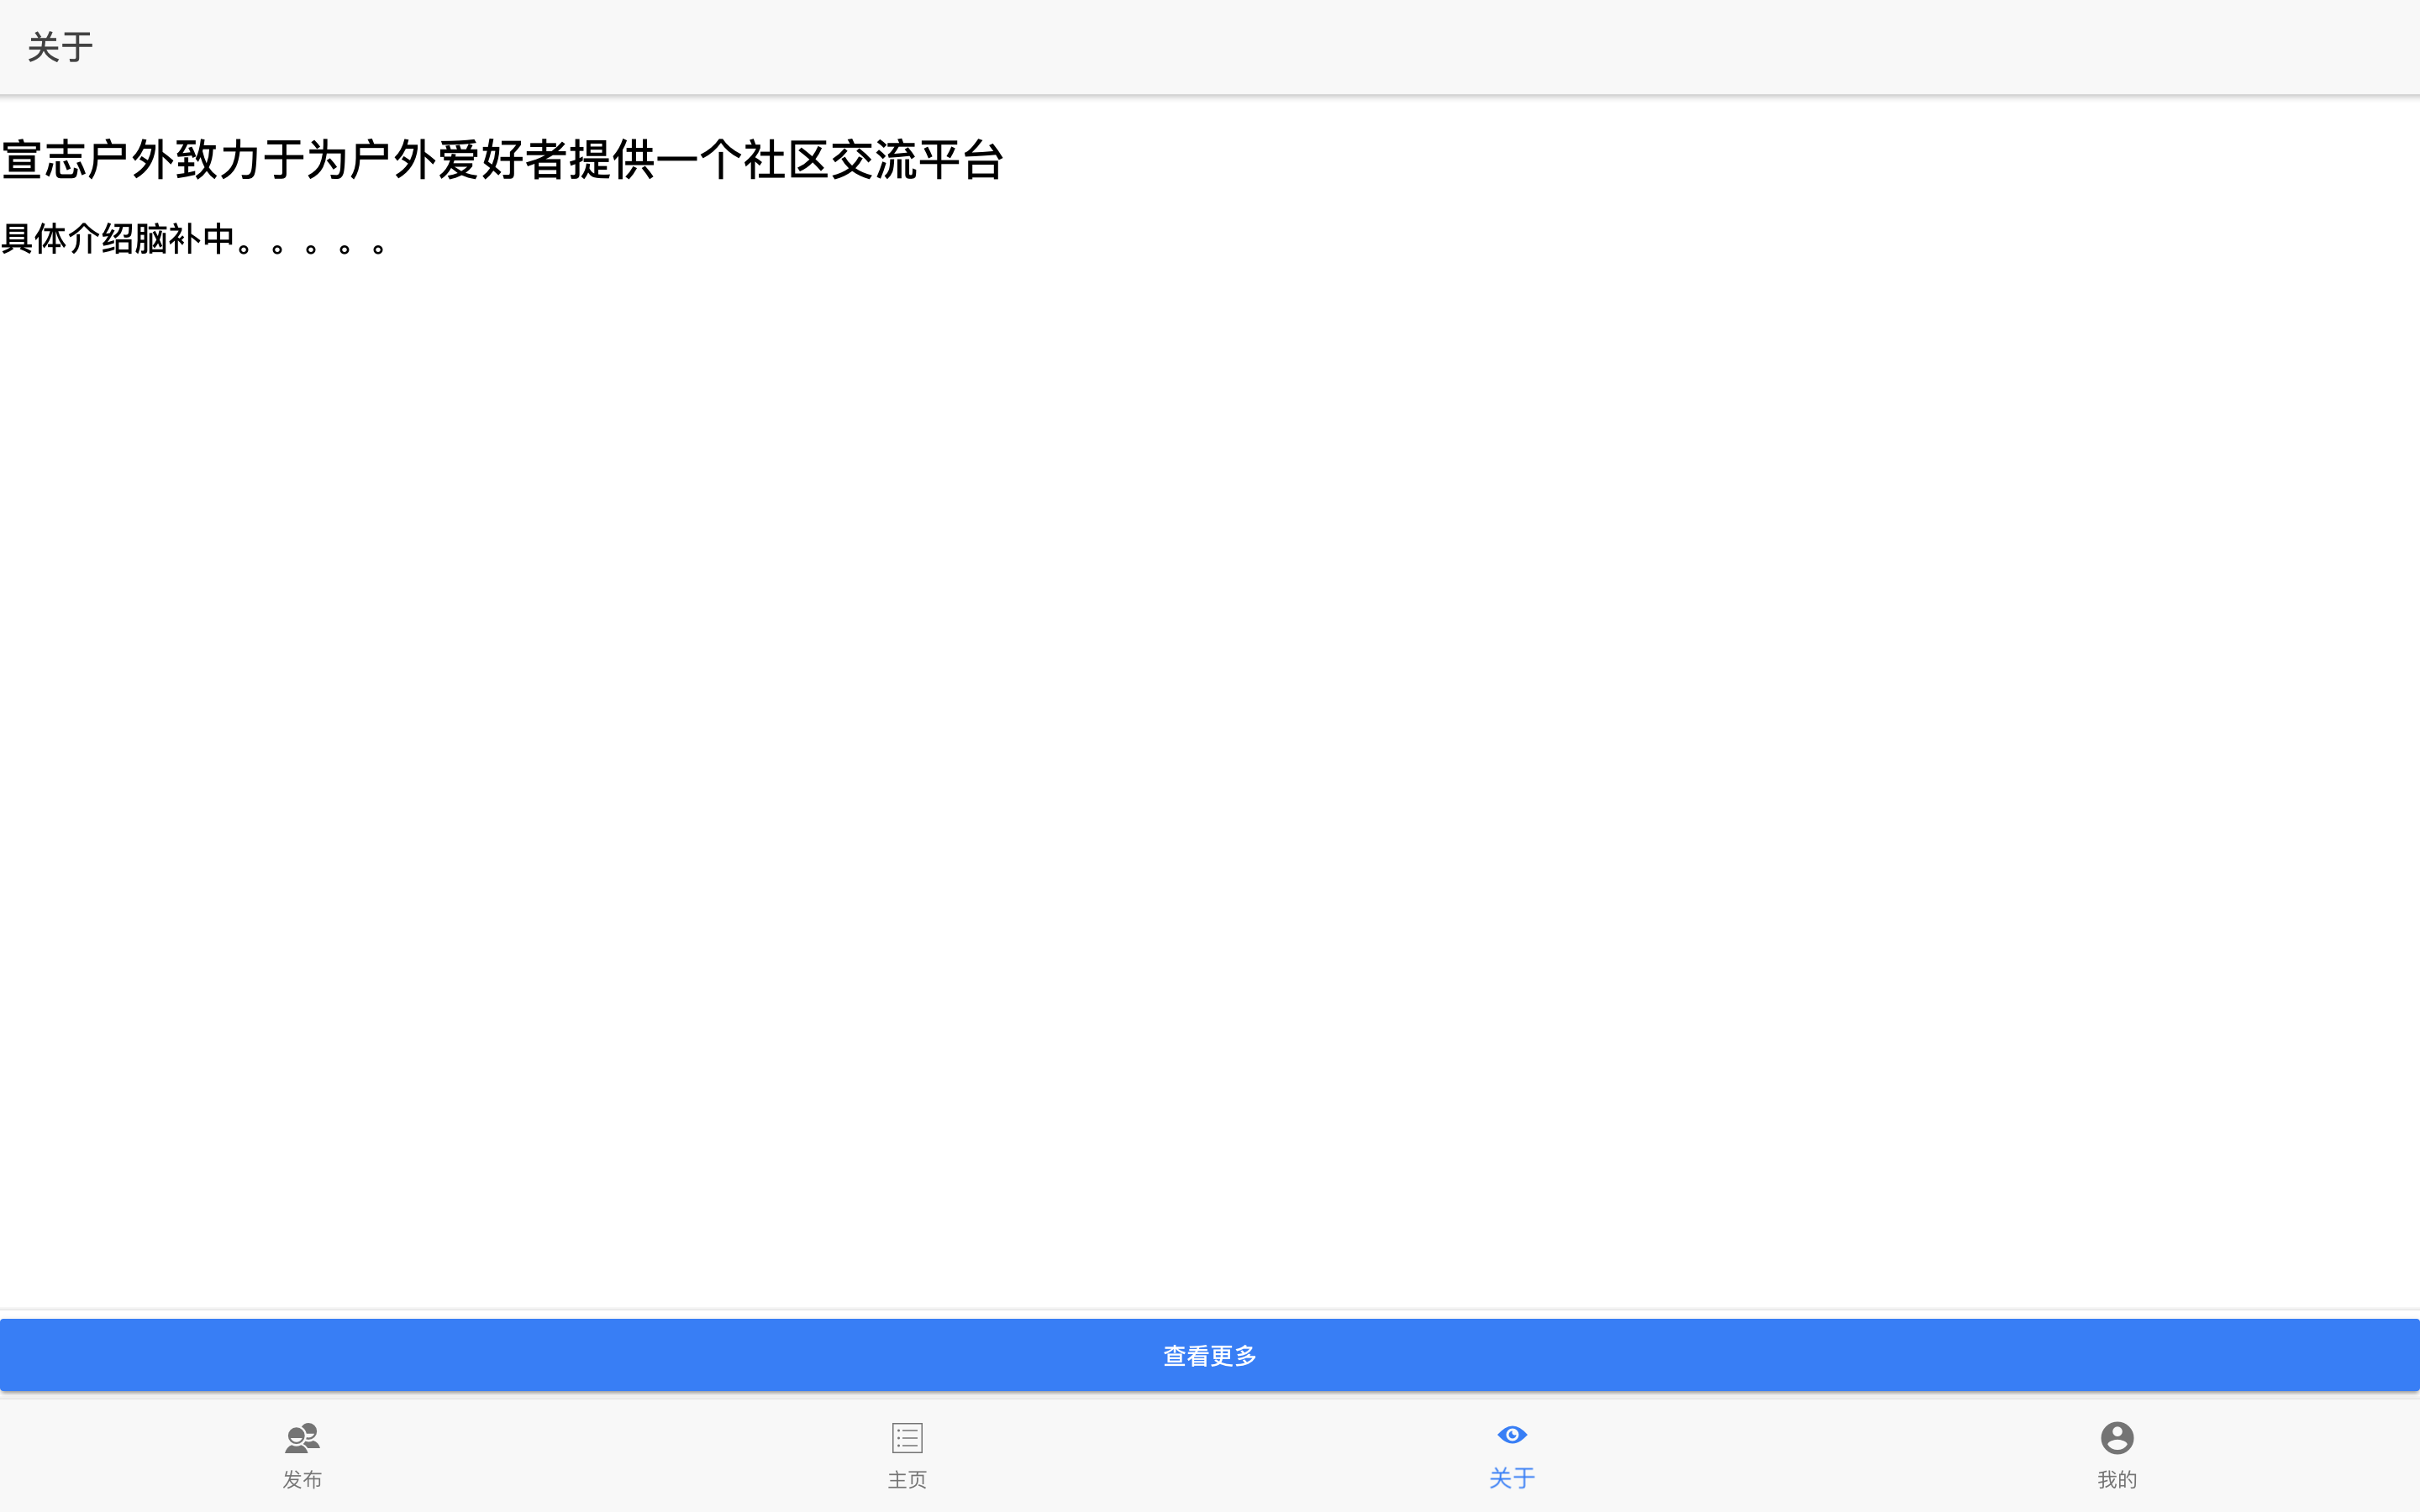 关于
壹志户外致力于为户外爱好者提供一个社区交流平台
具体介绍脑补中。。。。。
查看更多
发布
主页
关于
我的